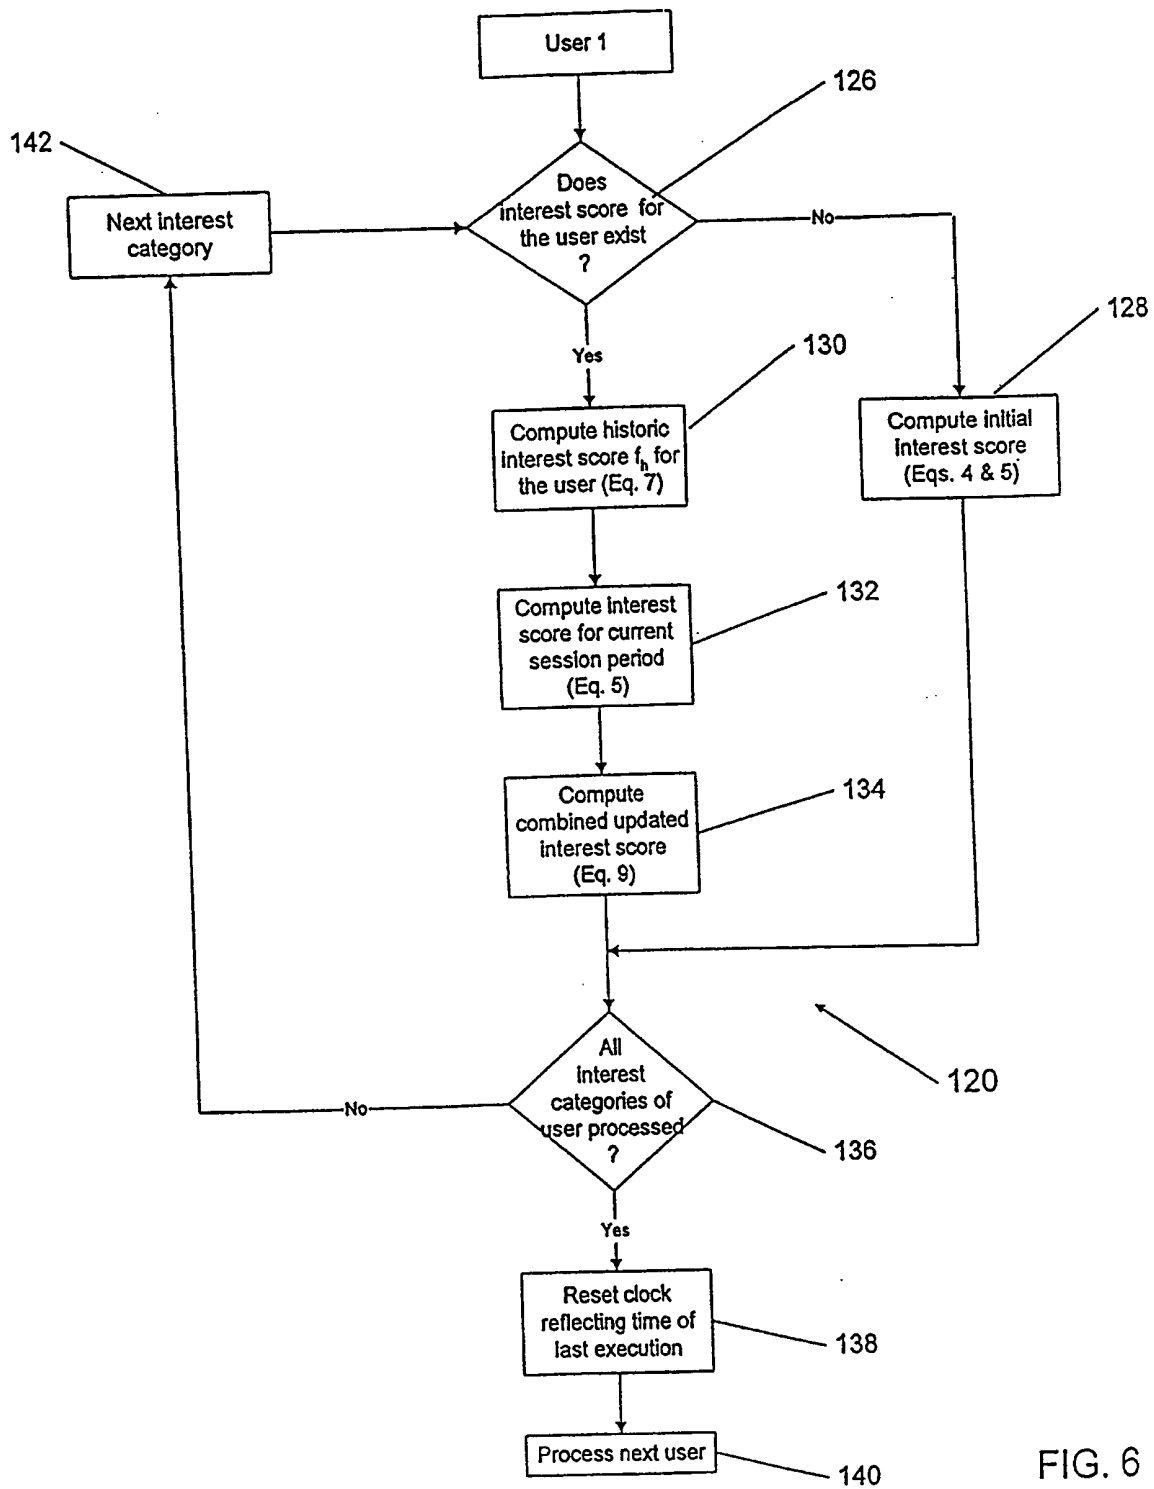 User 1
126
142
Does
interest score for
the user exist
?
No
Next interest
category
128
Yes
130
Compute historic
interest score fh for
the user (Eq. 7)
Compute initial
interest score
(Eqs. 4 & 5)
132
Compute interest
score for current
session period
(Eq. 5)
134
Compute
combined updated
interest score
(Eq. 9)
120
All
interest
categories of
user processed
?
No
136
Yes
Reset clock
reflecting time of
last execution
138
Process next user
140
FIG. 6